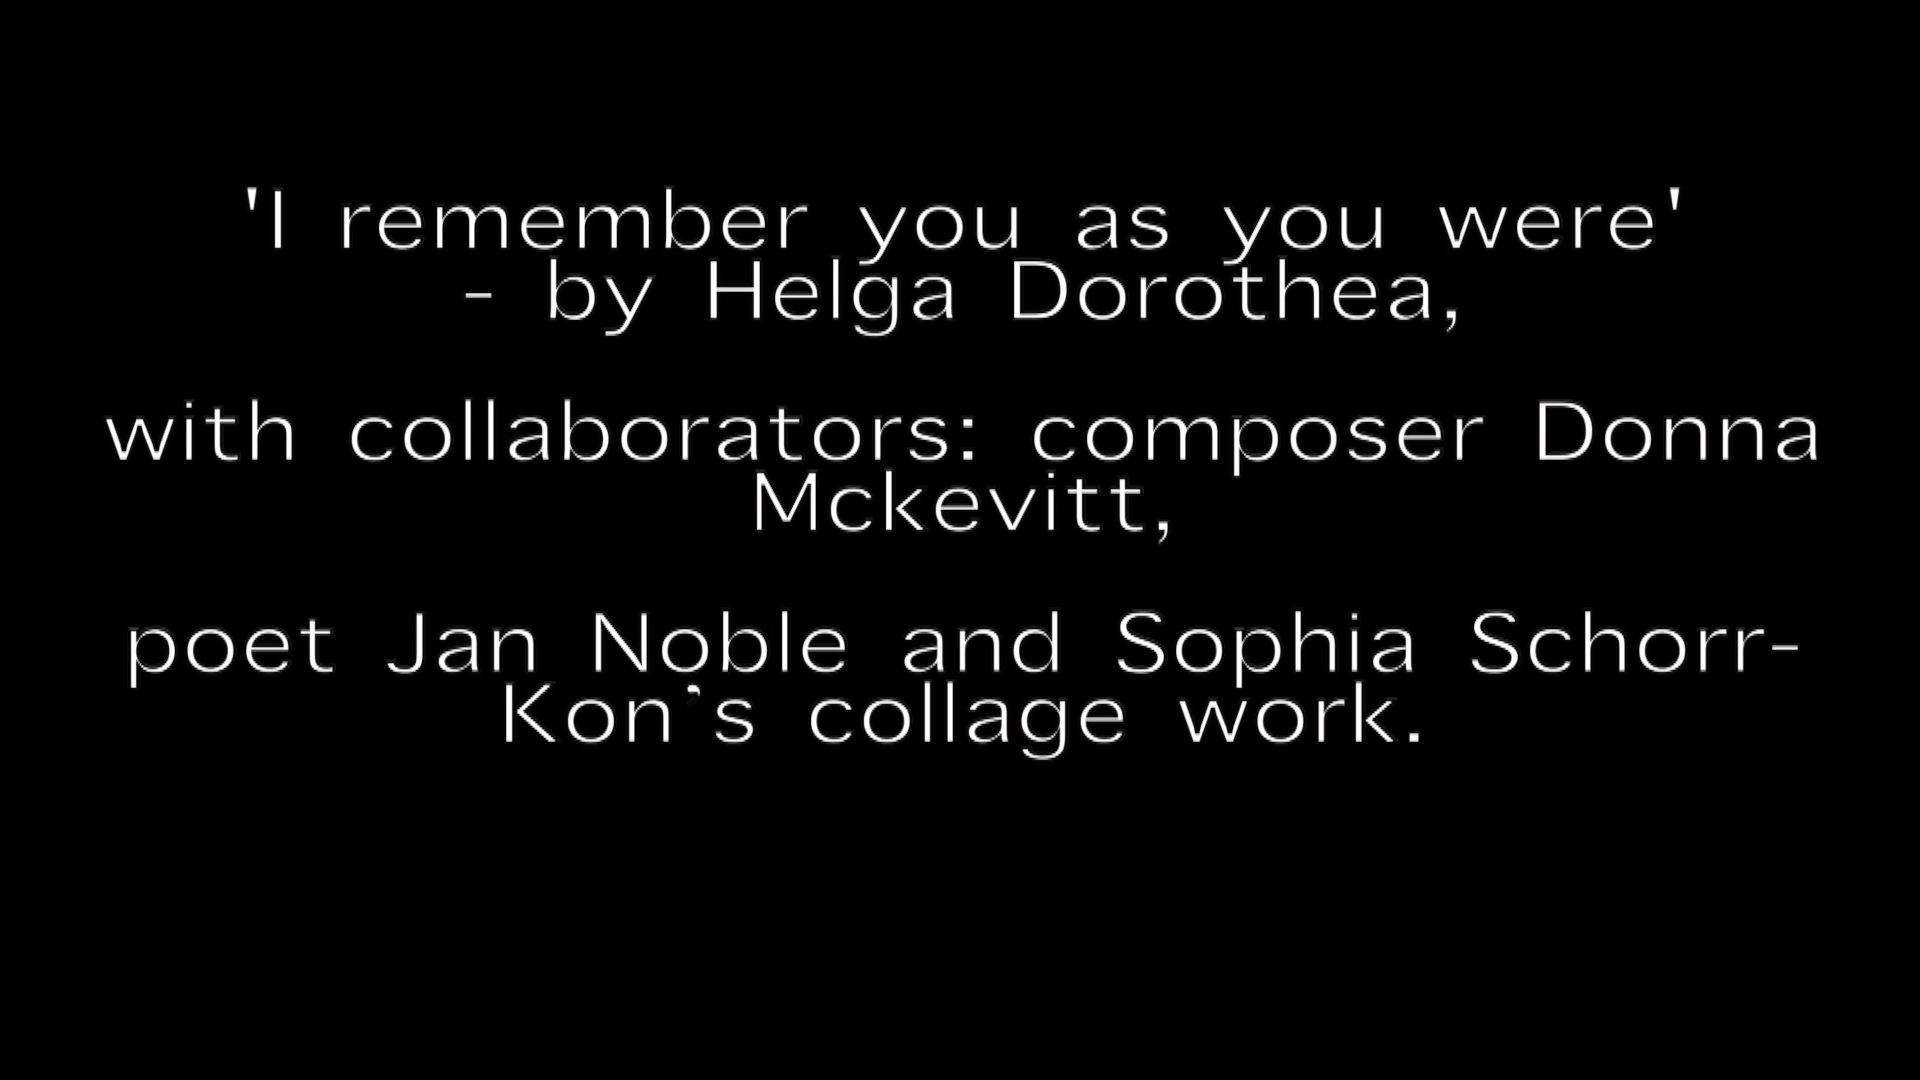 'I remember you as you were'
- by Helga Dorothea,
with collaborators: composer Donna
Mckevitt,
poet Jan Noble and Sophia Schorr-
Kon’s collage work.